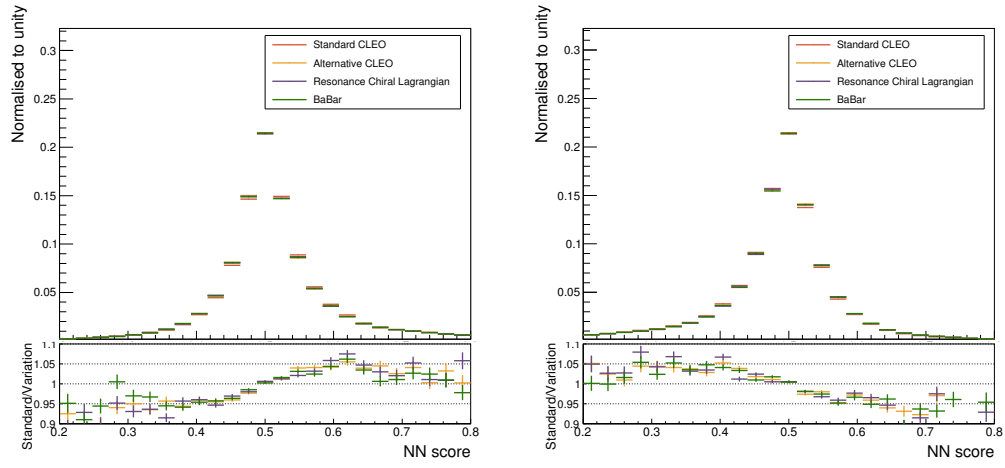 Normalised to unity
0.3
0.25
0.2
0.15
0.1
0.05
Standard CLEO
Alternative CLEO
Resonance Chiral Lagrangian
BaBar
Standard/Variation
1.1
1.05
1
0.95
0.9
0.2 0.3 0.4 0.5 0.6 0.7 0.8
NN score
Normalised to unity
0.3
0.25
0.2
0.15
0.1
0.05
Standard CLEO
Alternative CLEO
Resonance Chiral Lagrangian
BaBar
Standard/Variation
1.1
1.05
1
0.95
0.9
0.2 0.3 0.4 0.5 0.6 0.7 0.8
NN score